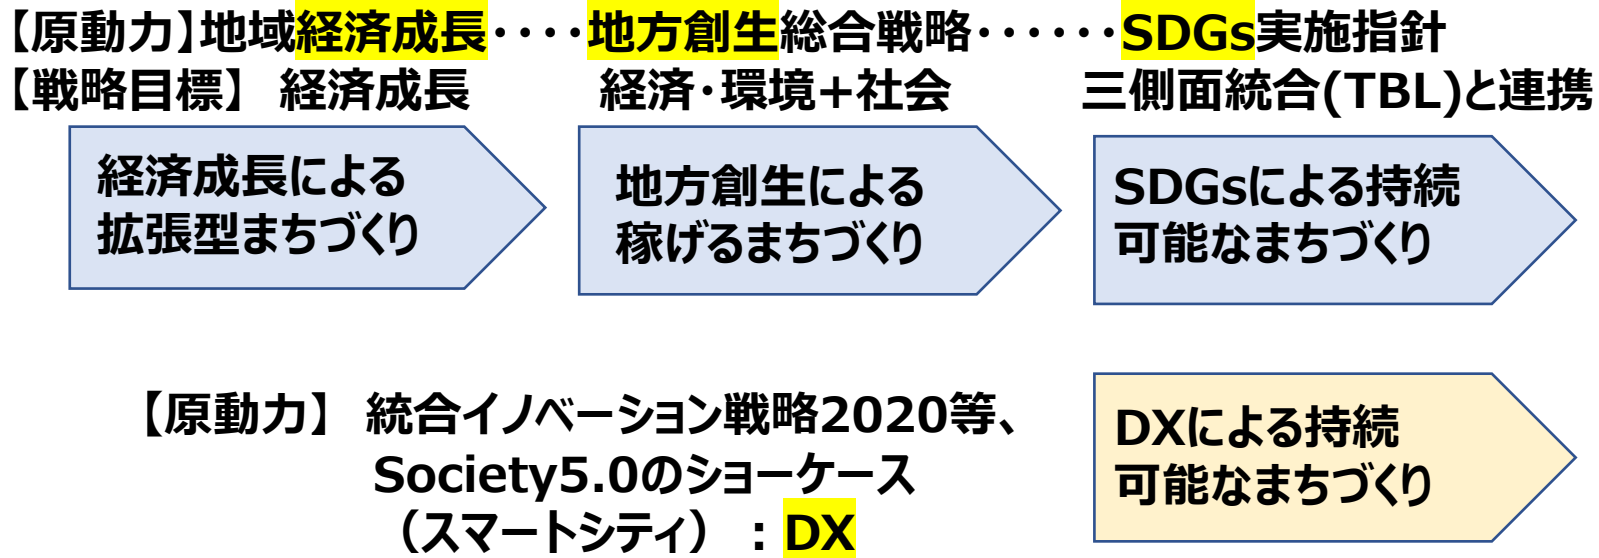 【原動力】地域経済成長････地方創生総合戦略･･････SDGs実施指針
【戦略目標】 経済成長 経済･環境+社会 三側面統合(TBL)と連携
経済成長による
拡張型まちづくり
地方創生による
稼げるまちづくり
SDGsによる持続
可能なまちづくり
【原動力】 統合イノベーション戦略2020等、
Society5.0のショーケース
（スマートシティ）：DX
DXによる持続
可能なまちづくり